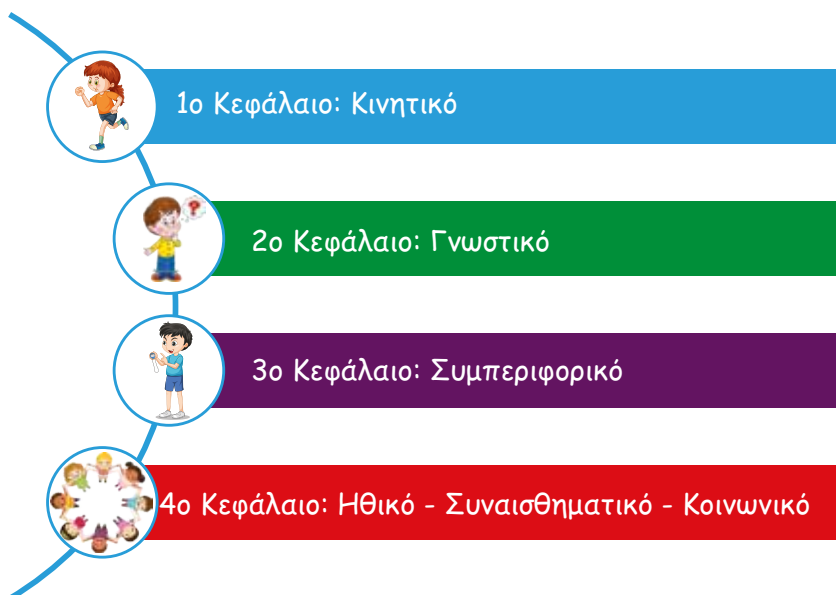 1ο Κεφάλαιο: Κινητικό
?
2ο Κεφάλαιο: Γνωστικό
3ο Κεφάλαιο: Συμπεριφορικό
4ο Κεφάλαιο: Ηθικό - Συναισθηματικό - Κοινωνικό